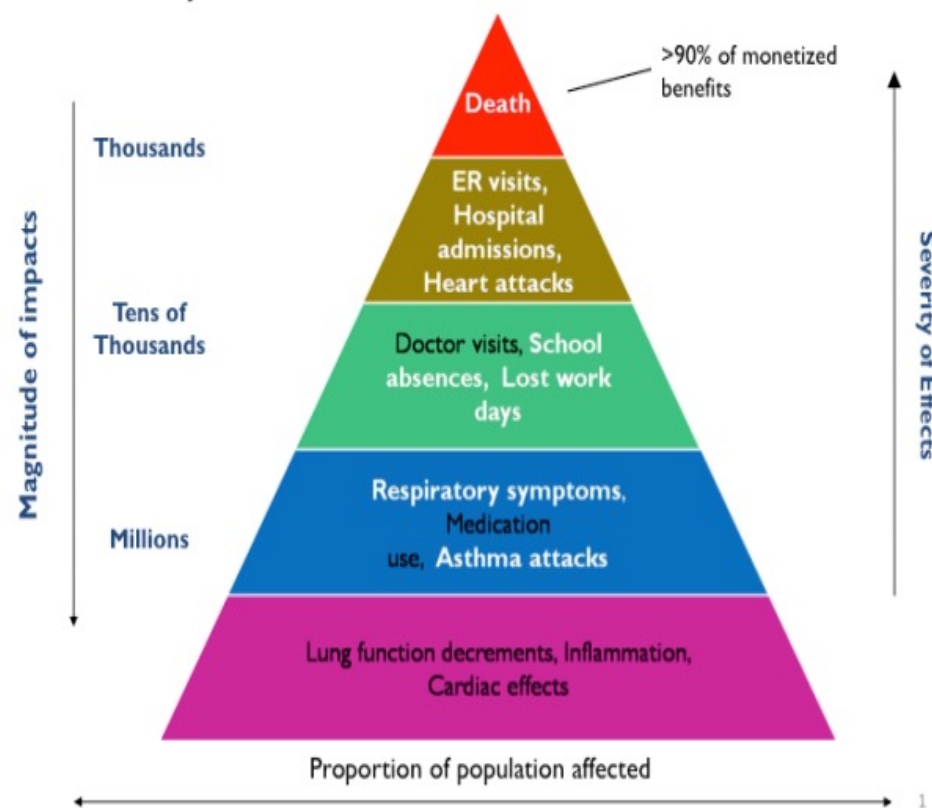 >90% of monetized
benefits
Death
Thousands
ER visits,
Hospital
admissions,
Heart attacks
Magnitude of impacts
Severity of Effects
Tens of
Thousands
Doctor visits, School
absences, Lost work
days
Respiratory symptoms,
Medication
use, Asthma attacks
Millions
Lung function decrements, Inflammation,
Cardiac effects
Proportion of population affected
1